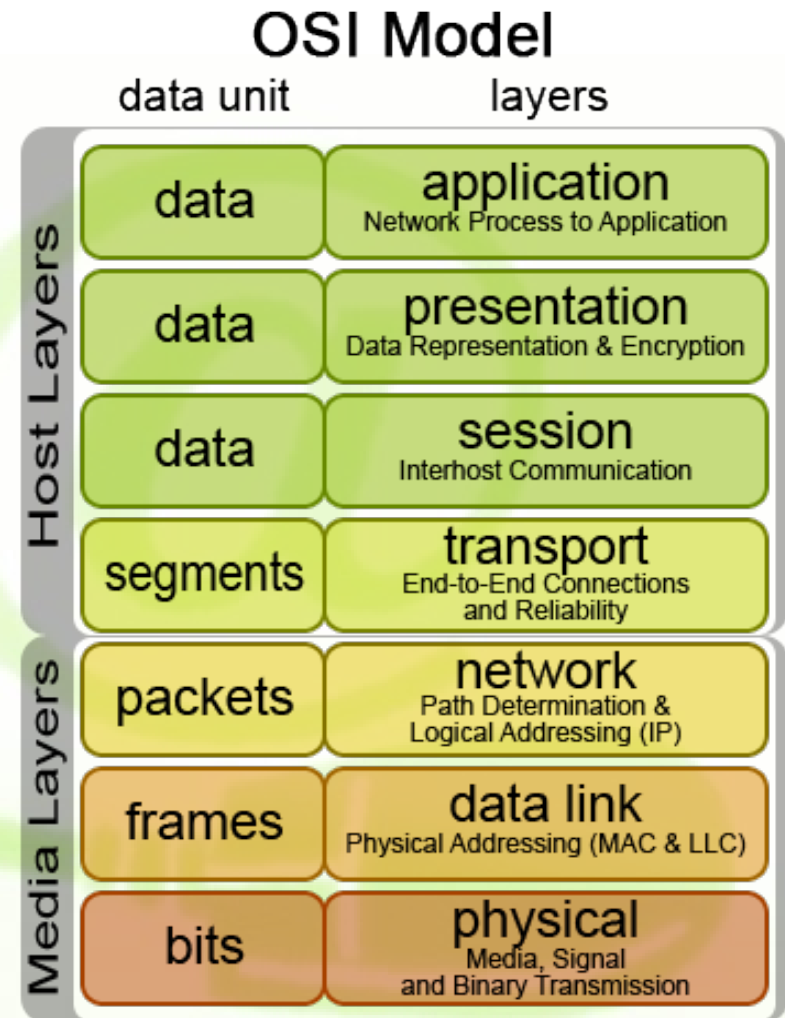 OSI Model
data unit layers
Host Layers
data application
Network Process to Application
data presentation
Data Representation & Encryption
data session
Interhost Communication
segments transport
End-to-End Connections
and Reliability
Media Layers
packets network
Path Determination &
Logical Addressing (IP)
frames data link
Physical Addressing (MAC & LLC)
bits physical
Media, Signal
and Binary Transmission